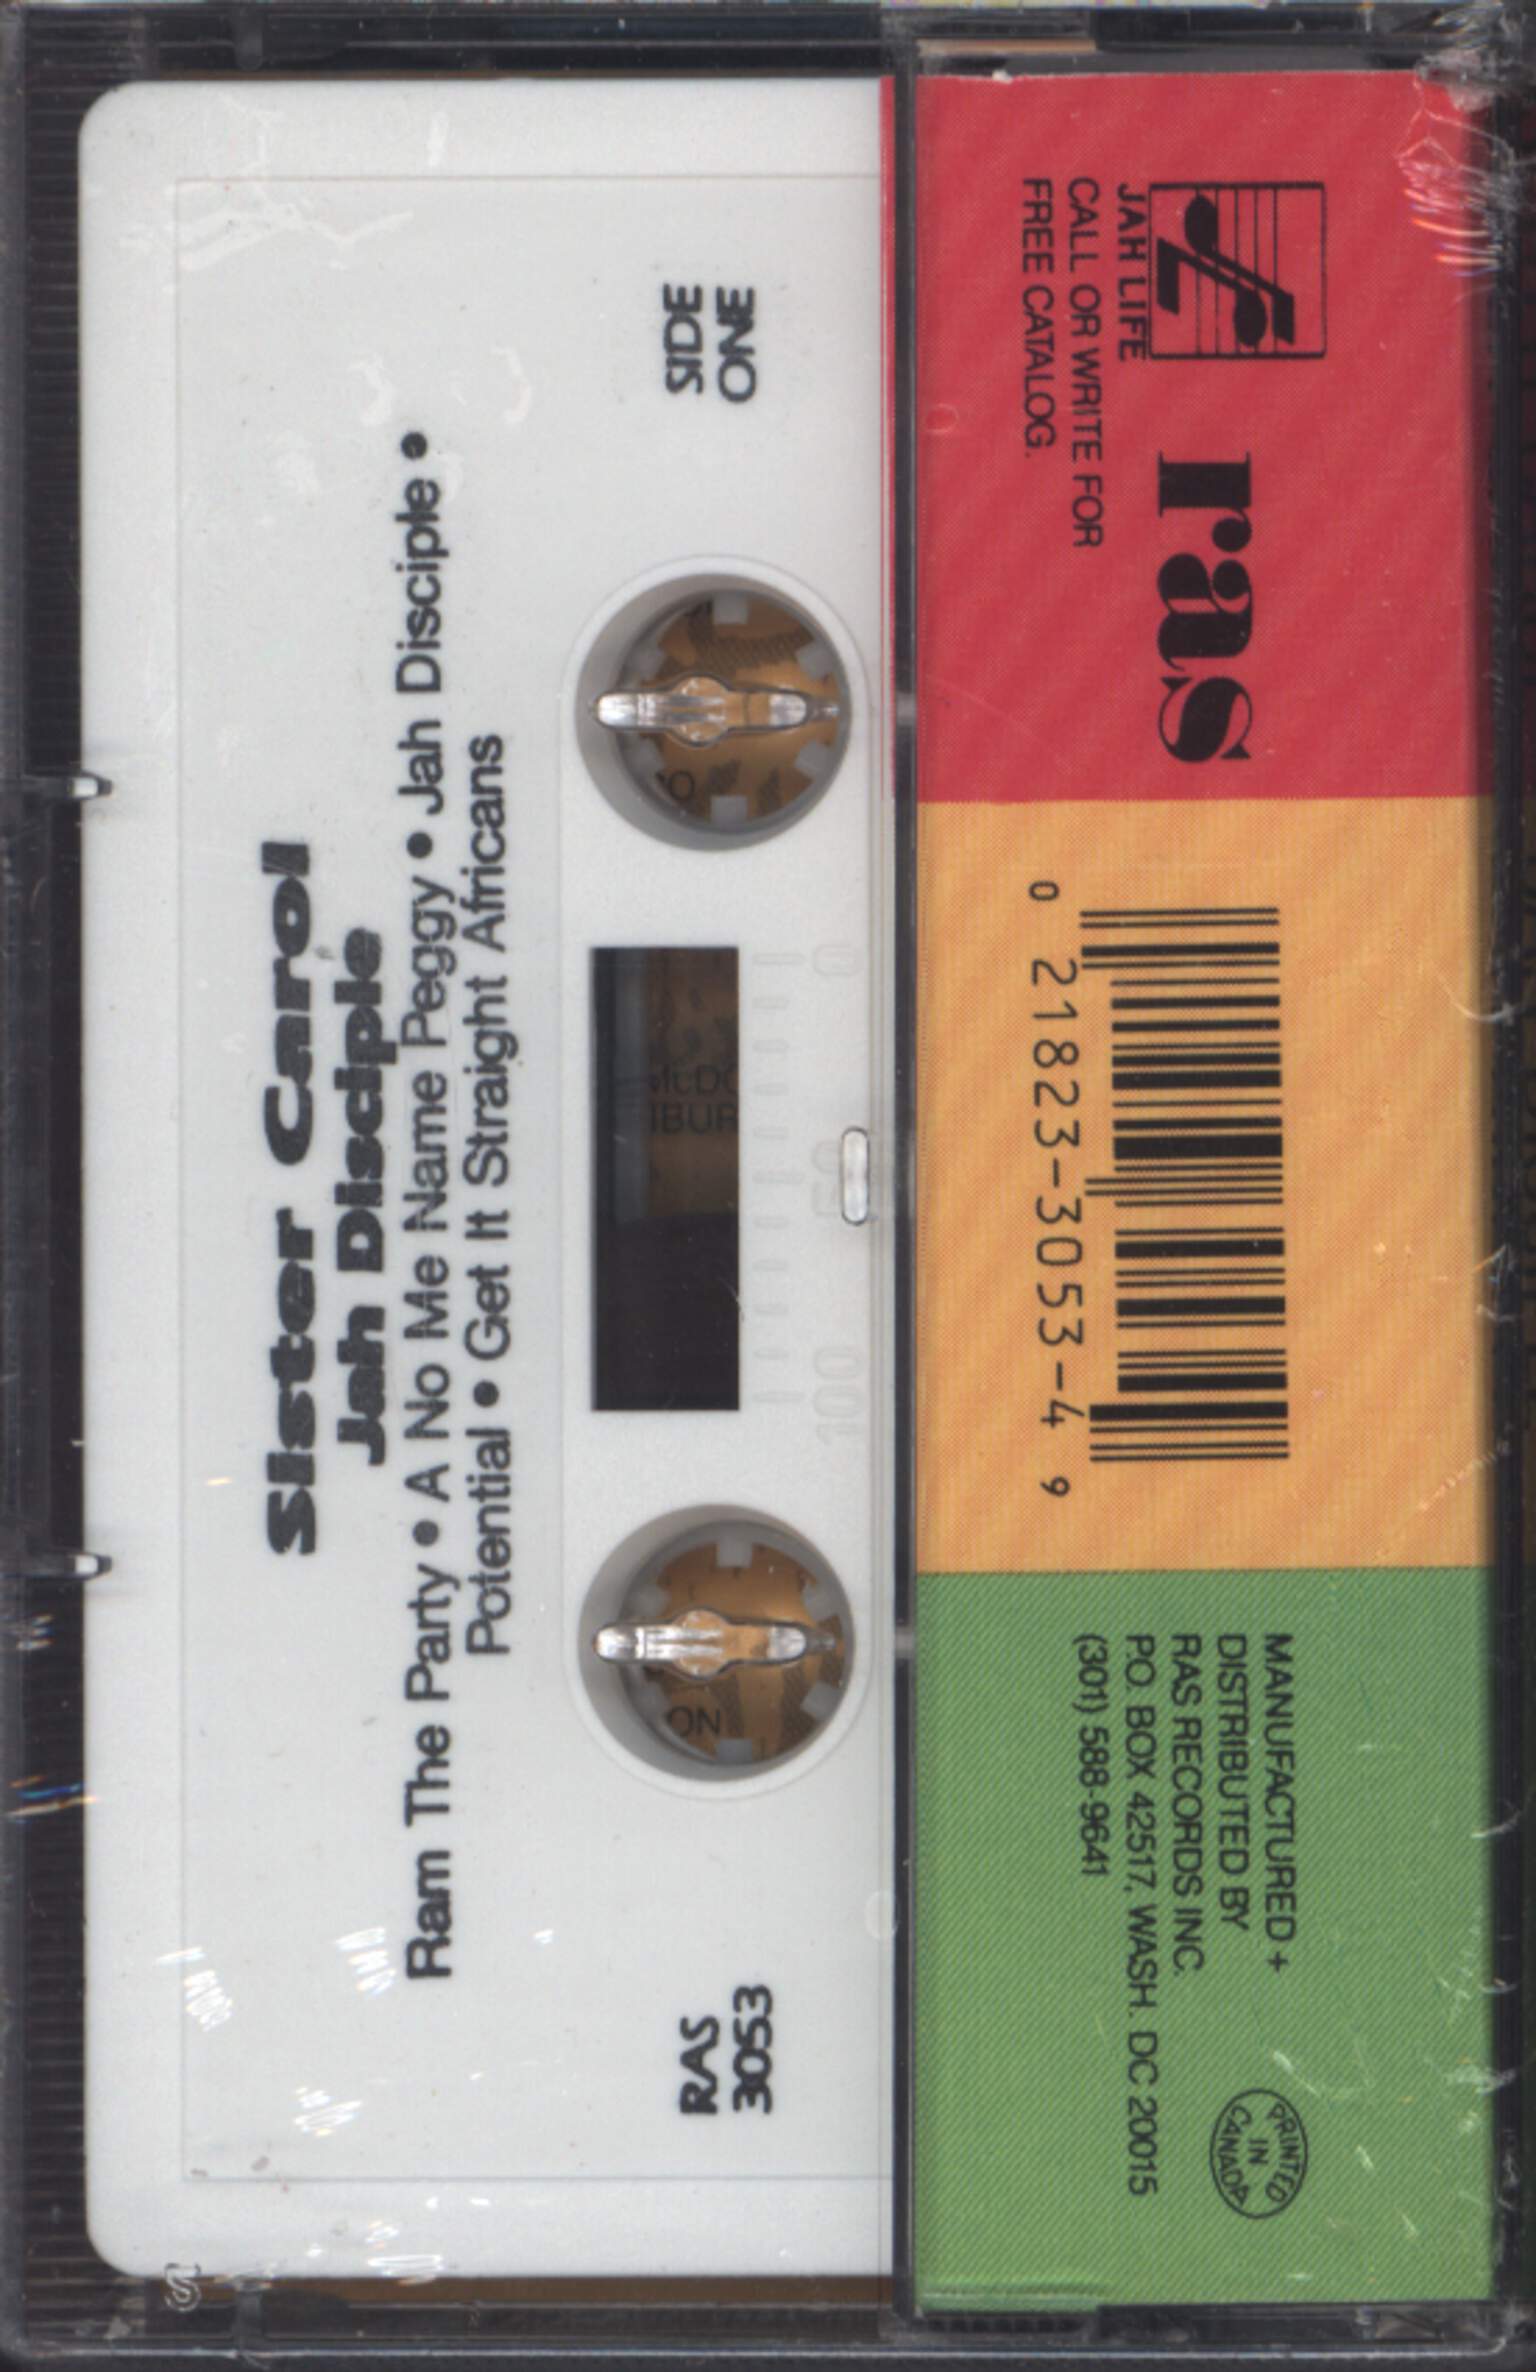 Sister Carol
Jah Disciple
Ram The Party • A No Me Name Peggy • Jah Disciple •
Potential • Get It Straight Africans
SIDE
ONE
RAS
3053
0
50
100
JAH LIFE
ras
CALL OR WRITE FOR
FREE CATALOG.
0 21823-3053-4 9
MANUFACTURED +
DISTRIBUTED BY
RAS RECORDS INC.
P.O. BOX 42517, WASH. DC 20015
(301) 588-9641
PRINTED
IN
CANADA
ON